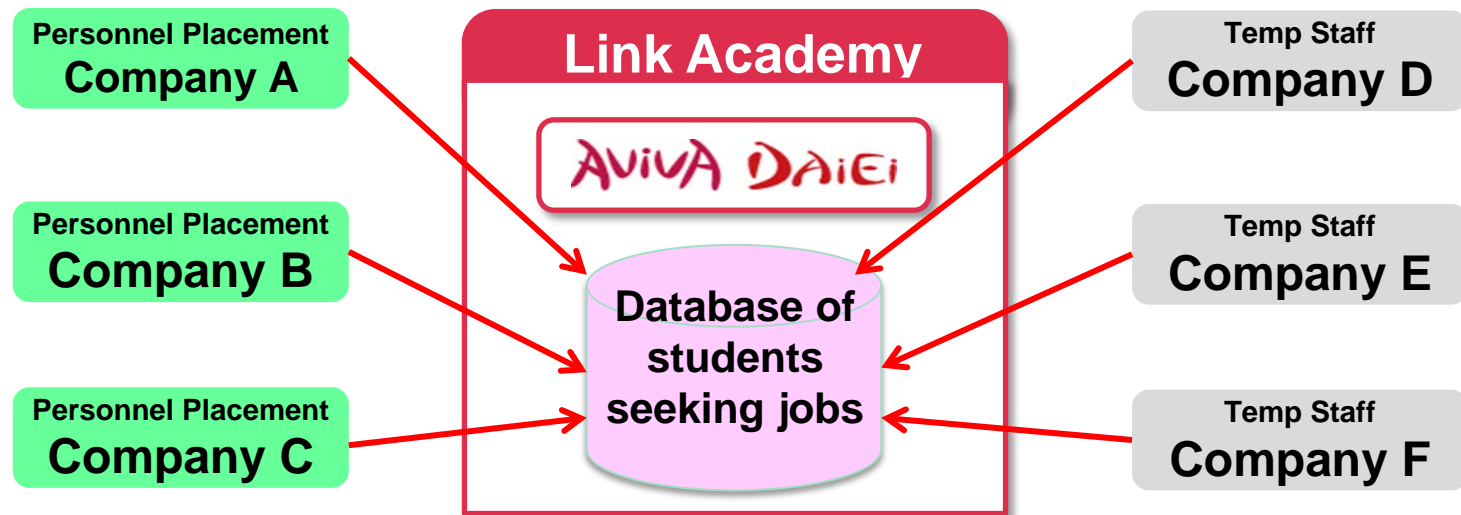 Personnel Placement
Company A
Personnel Placement
Company B
Personnel Placement
Company C
Link Academy
AViVA DAiEi
Database of
students
seeking jobs
Temp Staff
Company D
Temp Staff
Company E
Temp Staff
Company F